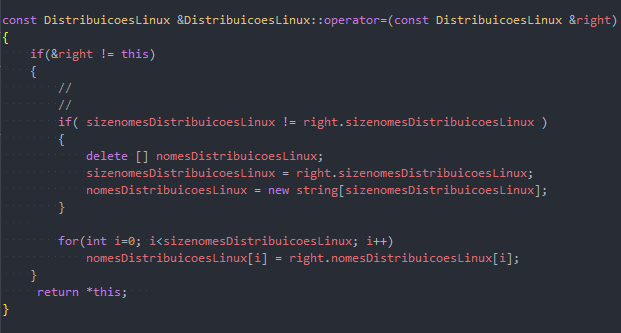 const DistribuicoesLinux &DistribuicoesLinux::operator=(const DistribuicoesLinux &right)
{
    if(&right != this)
    {
        //
        //
        if( sizenomesDistribuicoesLinux != right.sizenomesDistribuicoesLinux )
        {
            delete [] nomesDistribuicoesLinux;
            sizenomesDistribuicoesLinux = right.sizenomesDistribuicoesLinux;
            nomesDistribuicoesLinux = new string[sizenomesDistribuicoesLinux];
        }

        for(int i=0; i<sizenomesDistribuicoesLinux; i++)
            nomesDistribuicoesLinux[i] = right.nomesDistribuicoesLinux[i];
    }
     return *this;
}